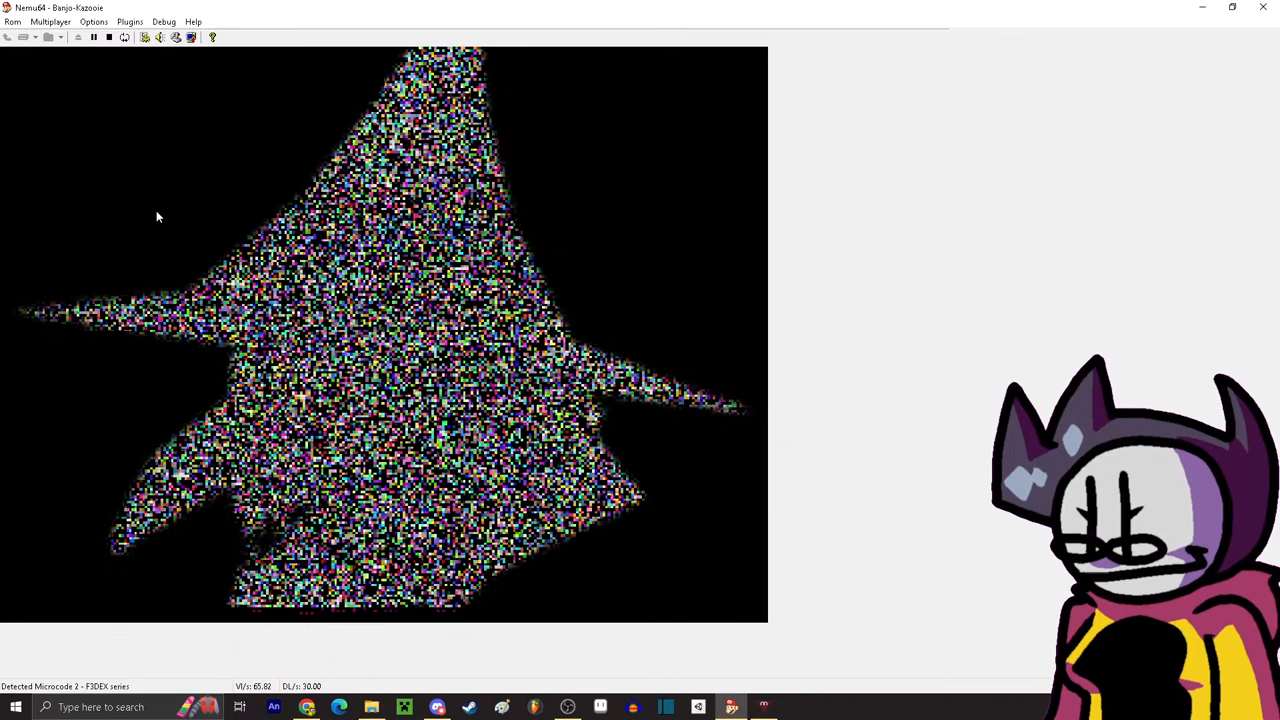 Nemu64 - Banjo-Kazooie
Rom Multiplayer Options Plugins Debug Help
Detected Microcode 2 - F3DEX series VI/s: 65.82 DL/s: 30.00
Type here to search
An